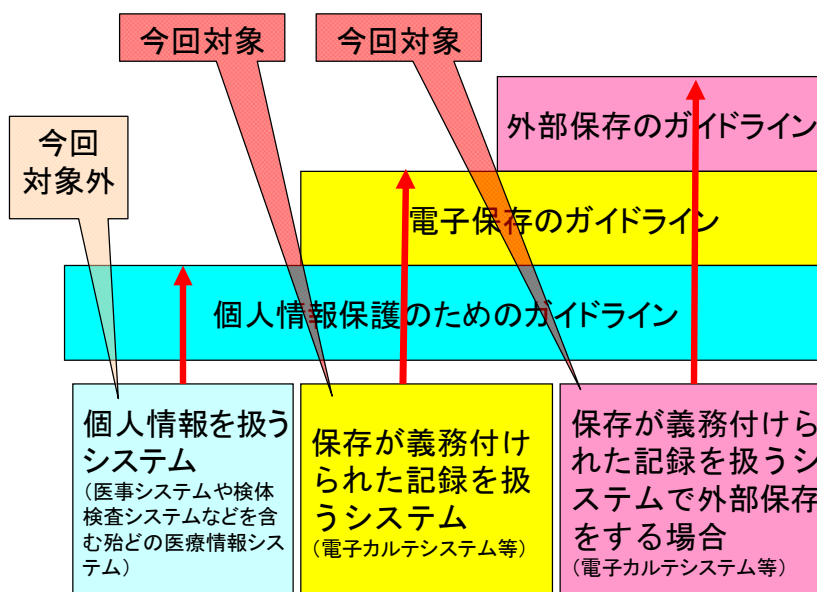 今回対象
今回対象
今回
対象外
外部保存のガイドライン
電子保存のガイドライン
個人情報保護のためのガイドライン
個人情報を扱う
システム
（医事システムや検体
検査システムなどを含
む殆どの医療情報シス
テム）
保存が義務付け
られた記録を扱
うシステム
（電子カルテシステム等）
保存が義務付けら
れた記録を扱うシ
ステムで外部保存
をする場合
（電子カルテシステム等）